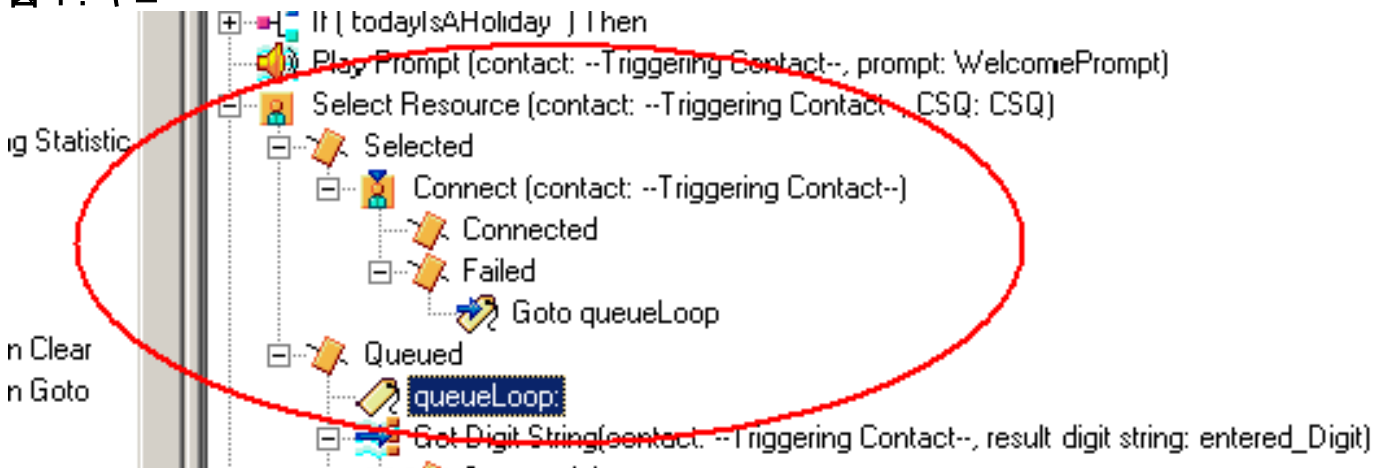 If ( todayIsAHoliday ) Then
Play Prompt (contact: --Triggering Contact--, prompt: WelcomePrompt)
Select Resource (contact: --Triggering Contact--, CSQ: CSQ)
ig Statistic
Selected
Connect (contact: --Triggering Contact--)
Connected
Failed
Goto queueLoop
n Clear
Queued
n Goto
queueLoop:
Get Digit String(contact: --Triggering Contact--, result digit string: entered_Digit)